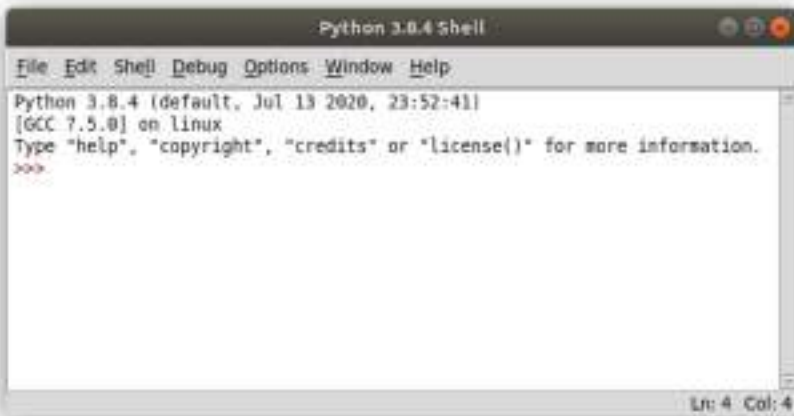 Python 3.8.4 Shell
File Edit Shell Debug Options Window Help
Python 3.8.4 (default, Jul 13 2020, 23:52:41)
[GCC 7.5.0] on linux
Type "help", "copyright", "credits" or "license()" for more information.
>>>
Ln: 4 Col: 4